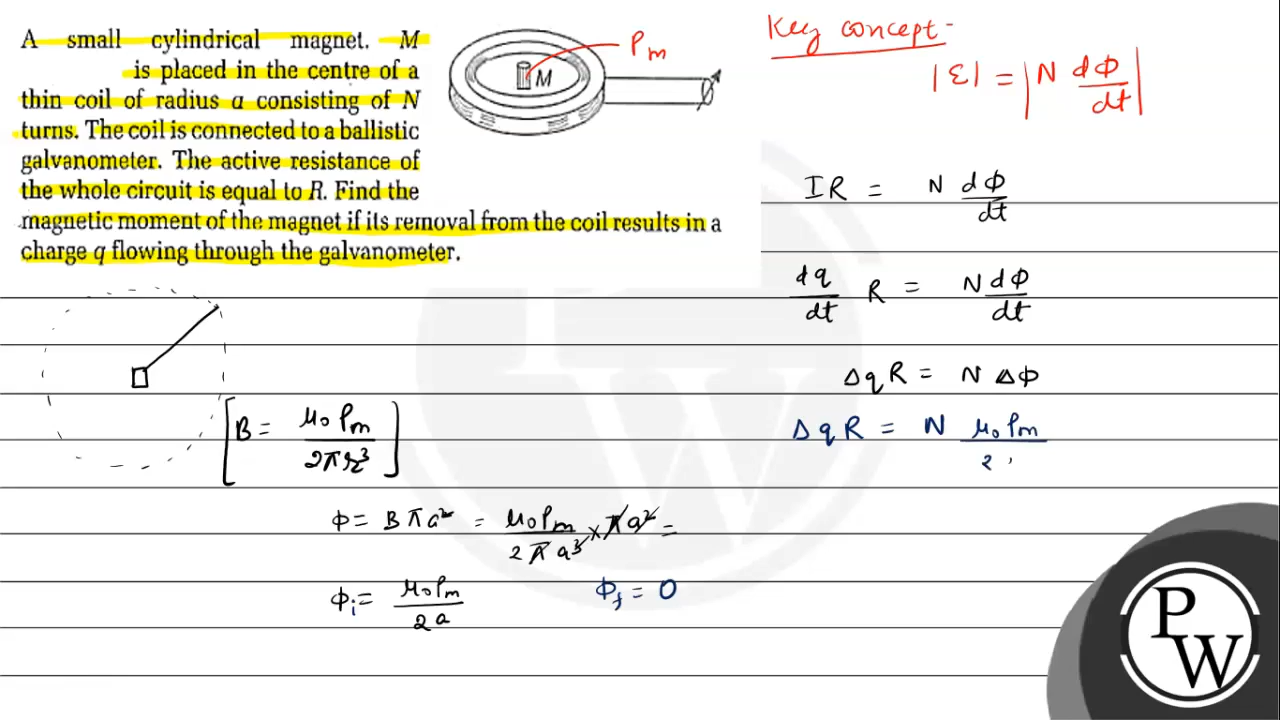 A small cylindrical magnet. M
is placed in the centre of a
thin coil of radius a consisting of N
turns. The coil is connected to a ballistic
galvanometer. The active resistance of
the whole circuit is equal to R. Find the
magnetic moment of the magnet if its removal from the coil results in a
charge q flowing through the galvanometer.
M
Pm
Key concept -
|ε| = |N dΦ/dt|
IR = N dΦ/dt
dq/dt R = N dΦ/dt
Δq R = N ΔΦ
Δq R = N μ₀Pm/2
[B = μ₀Pm/2πr³]
Φ = Bπa² = μ₀Pm/2πa³ × πa² =
Φi = μ₀Pm/2a Φf = 0
PW